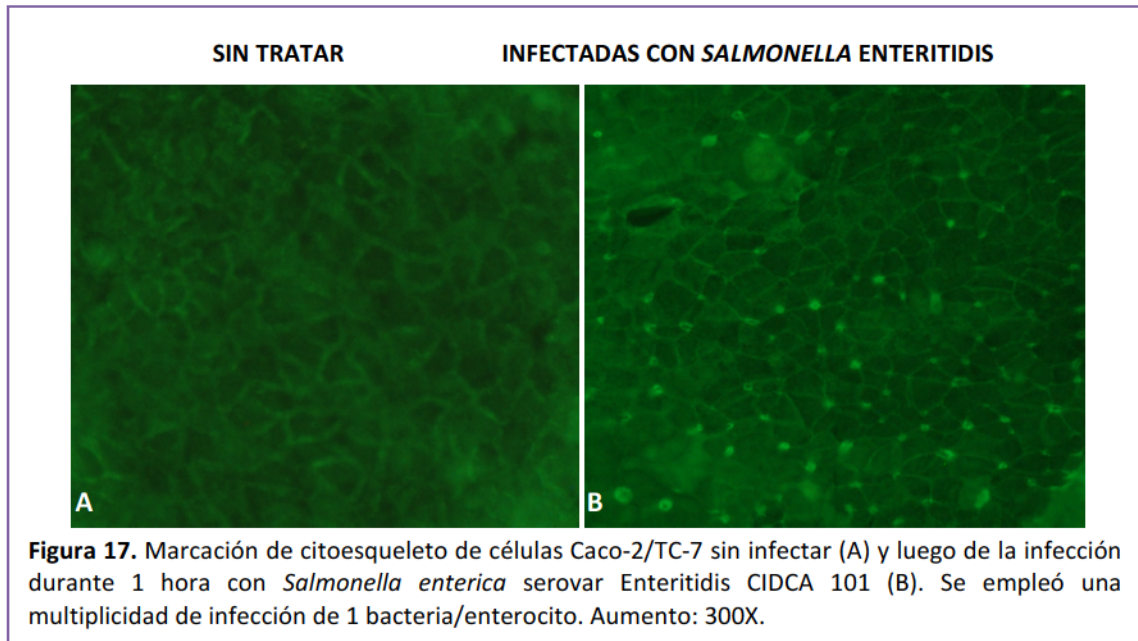 SIN TRATAR INFECTADAS CON SALMONELLA ENTERITIDIS
A B
Figura 17. Marcación de citoesqueleto de células Caco-2/TC-7 sin infectar (A) y luego de la infección
durante 1 hora con Salmonella enterica serovar Enteritidis CIDCA 101 (B). Se empleó una
multiplicidad de infección de 1 bacteria/enterocito. Aumento: 300X.